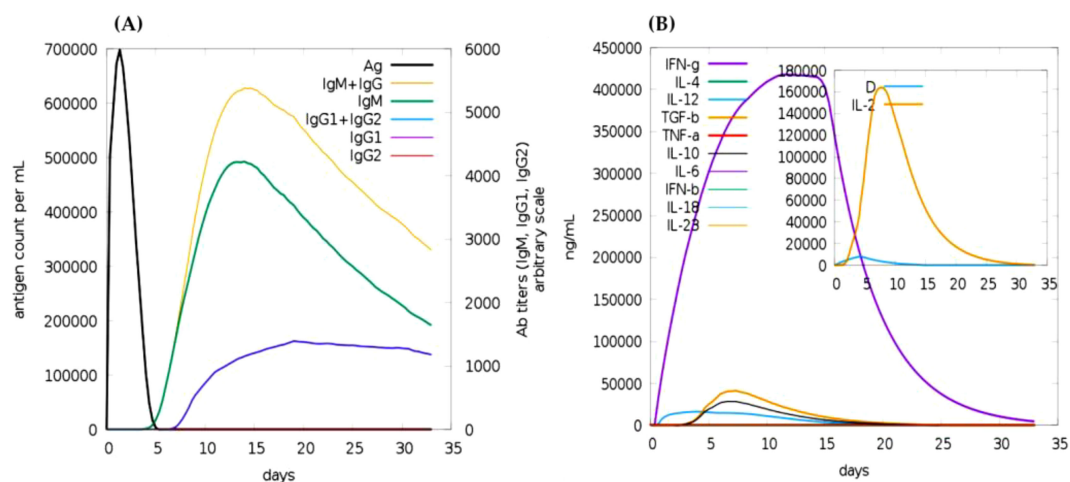 (A)
700000
600000
500000
400000
300000
200000
100000
0
antigen count per mL
6000
5000
4000
3000
2000
1000
0
Ab titers (IgM, IgG1, IgG2)
arbitrary scale
Ag
IgM+IgG
IgM
IgG1+IgG2
IgG1
IgG2
0 5 10 15 20 25 30 35
days
(B)
450000
400000
350000
300000
250000
200000
150000
100000
50000
0
ng/mL
IFN-g
IL-4
IL-12
TGF-b
TNF-a
IL-10
IL-6
IFN-b
IL-18
IL-23
180000
160000
140000
120000
100000
80000
60000
40000
20000
0
D
IL-2
0 5 10 15 20 25 30 35
0 5 10 15 20 25 30 35
days